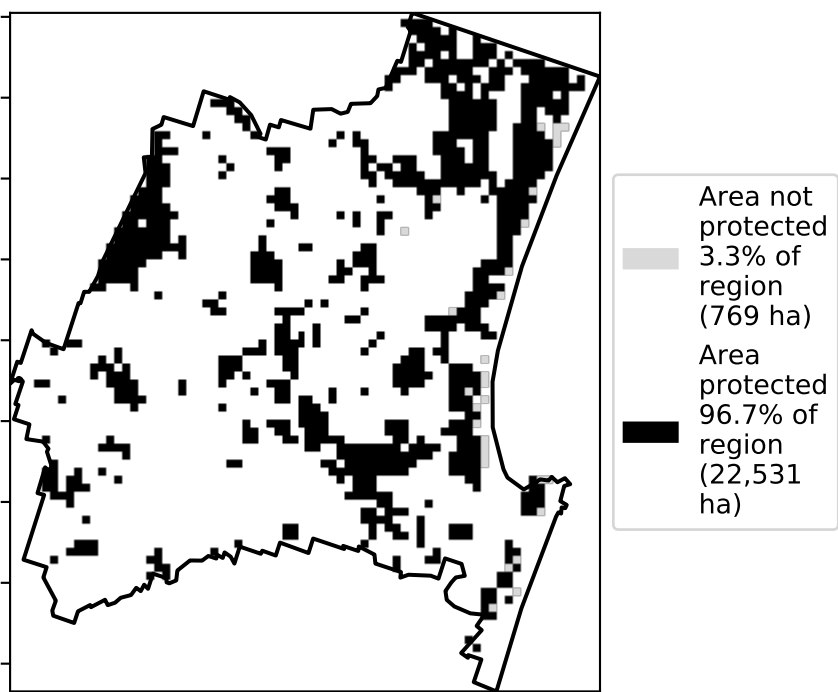 Area not
protected
3.3% of
region
(769 ha)
Area
protected
96.7% of
region
(22,531
ha)